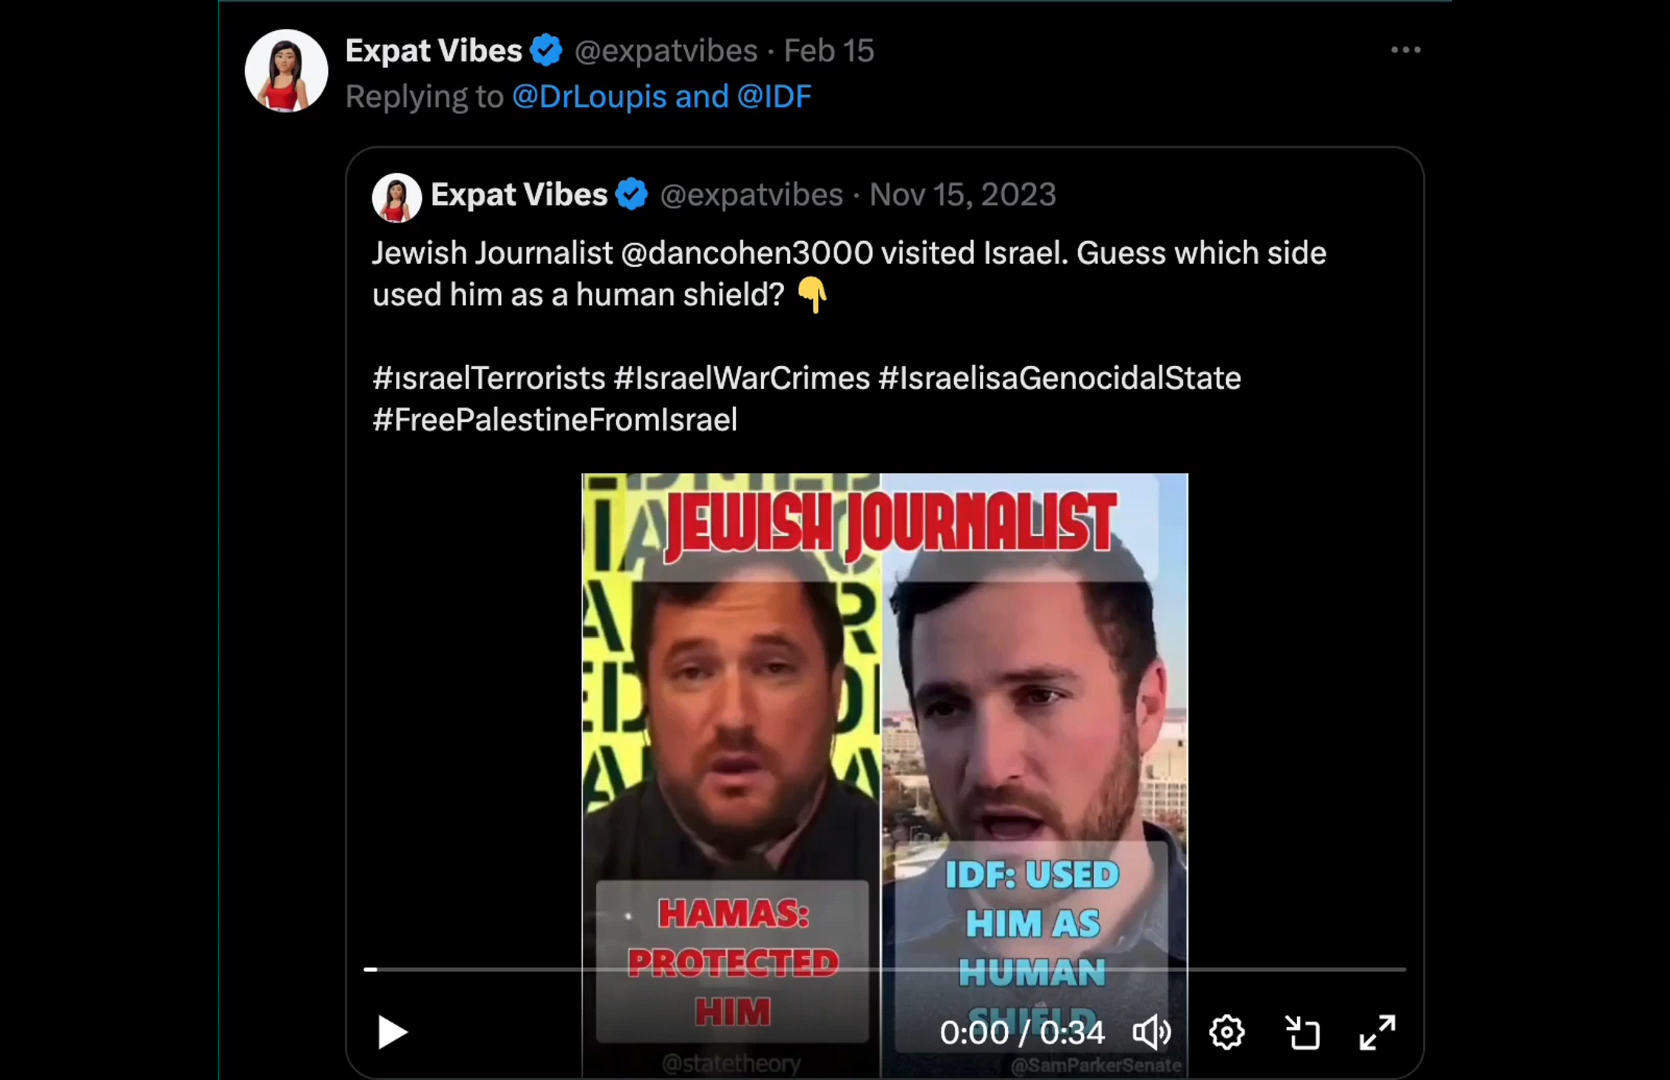 Expat Vibes @expatvibes · Feb 15
Replying to @DrLoupis and @IDF
Expat Vibes @expatvibes · Nov 15, 2023
Jewish Journalist @dancohen3000 visited Israel. Guess which side
used him as a human shield? 👇
#ısraelTerrorists #IsraelWarCrimes #IsraelisaGenocidalState
#FreePalestineFromIsrael
JEWISH JOURNALIST
HAMAS:
PROTECTED
HIM
IDF: USED
HIM AS
HUMAN
SHIELD
0:00 / 0:34
@statetheory
@SamParkerSenate